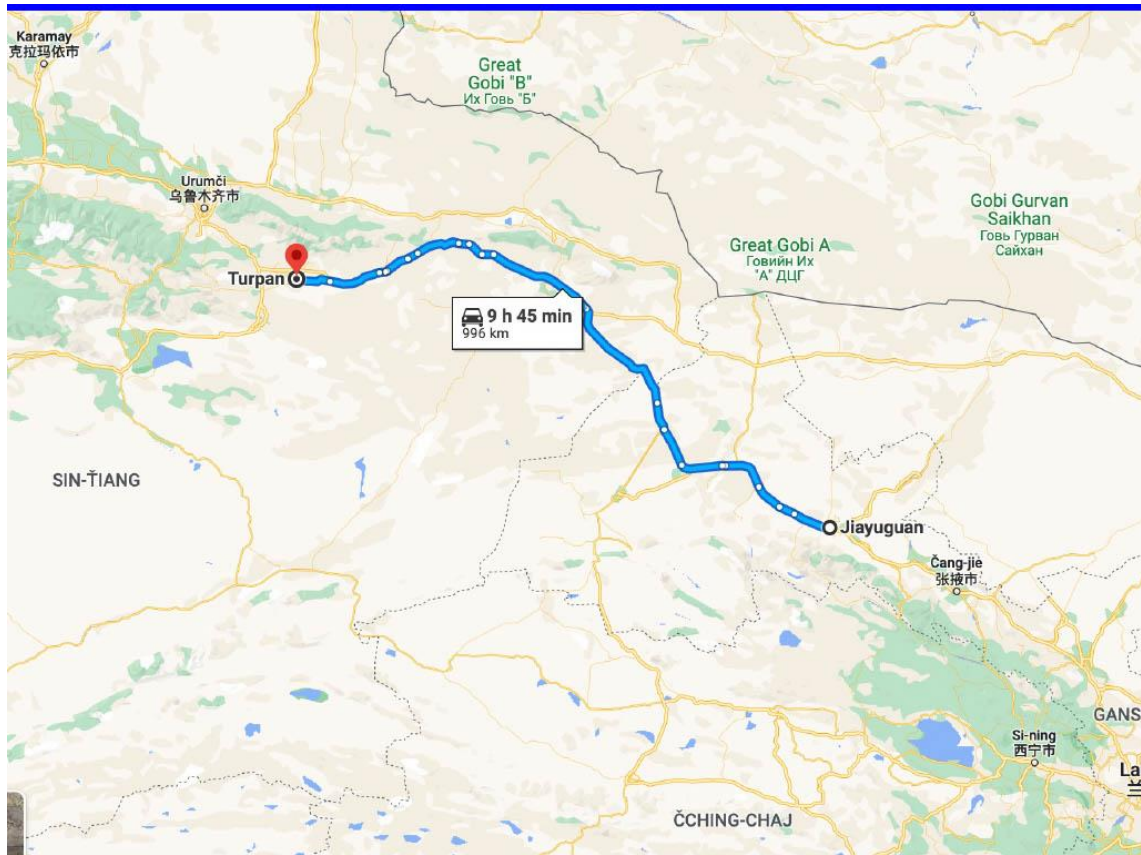 Karamay
克拉玛依市
Great
Gobi "B"
Их Говь "Б"
Urumči
乌鲁木齐市
Gobi Gurvan
Saikhan
Говь Гурван
Сайхан
Great Gobi A
Говийн Их
"А" ДЦГ
Turpan
9 h 45 min
996 km
SIN-ŤIANG
Jiayuguan
Čang-jie
张掖市
GANS
Si-ning
西宁市
La
兰
ČCHING-CHAJ